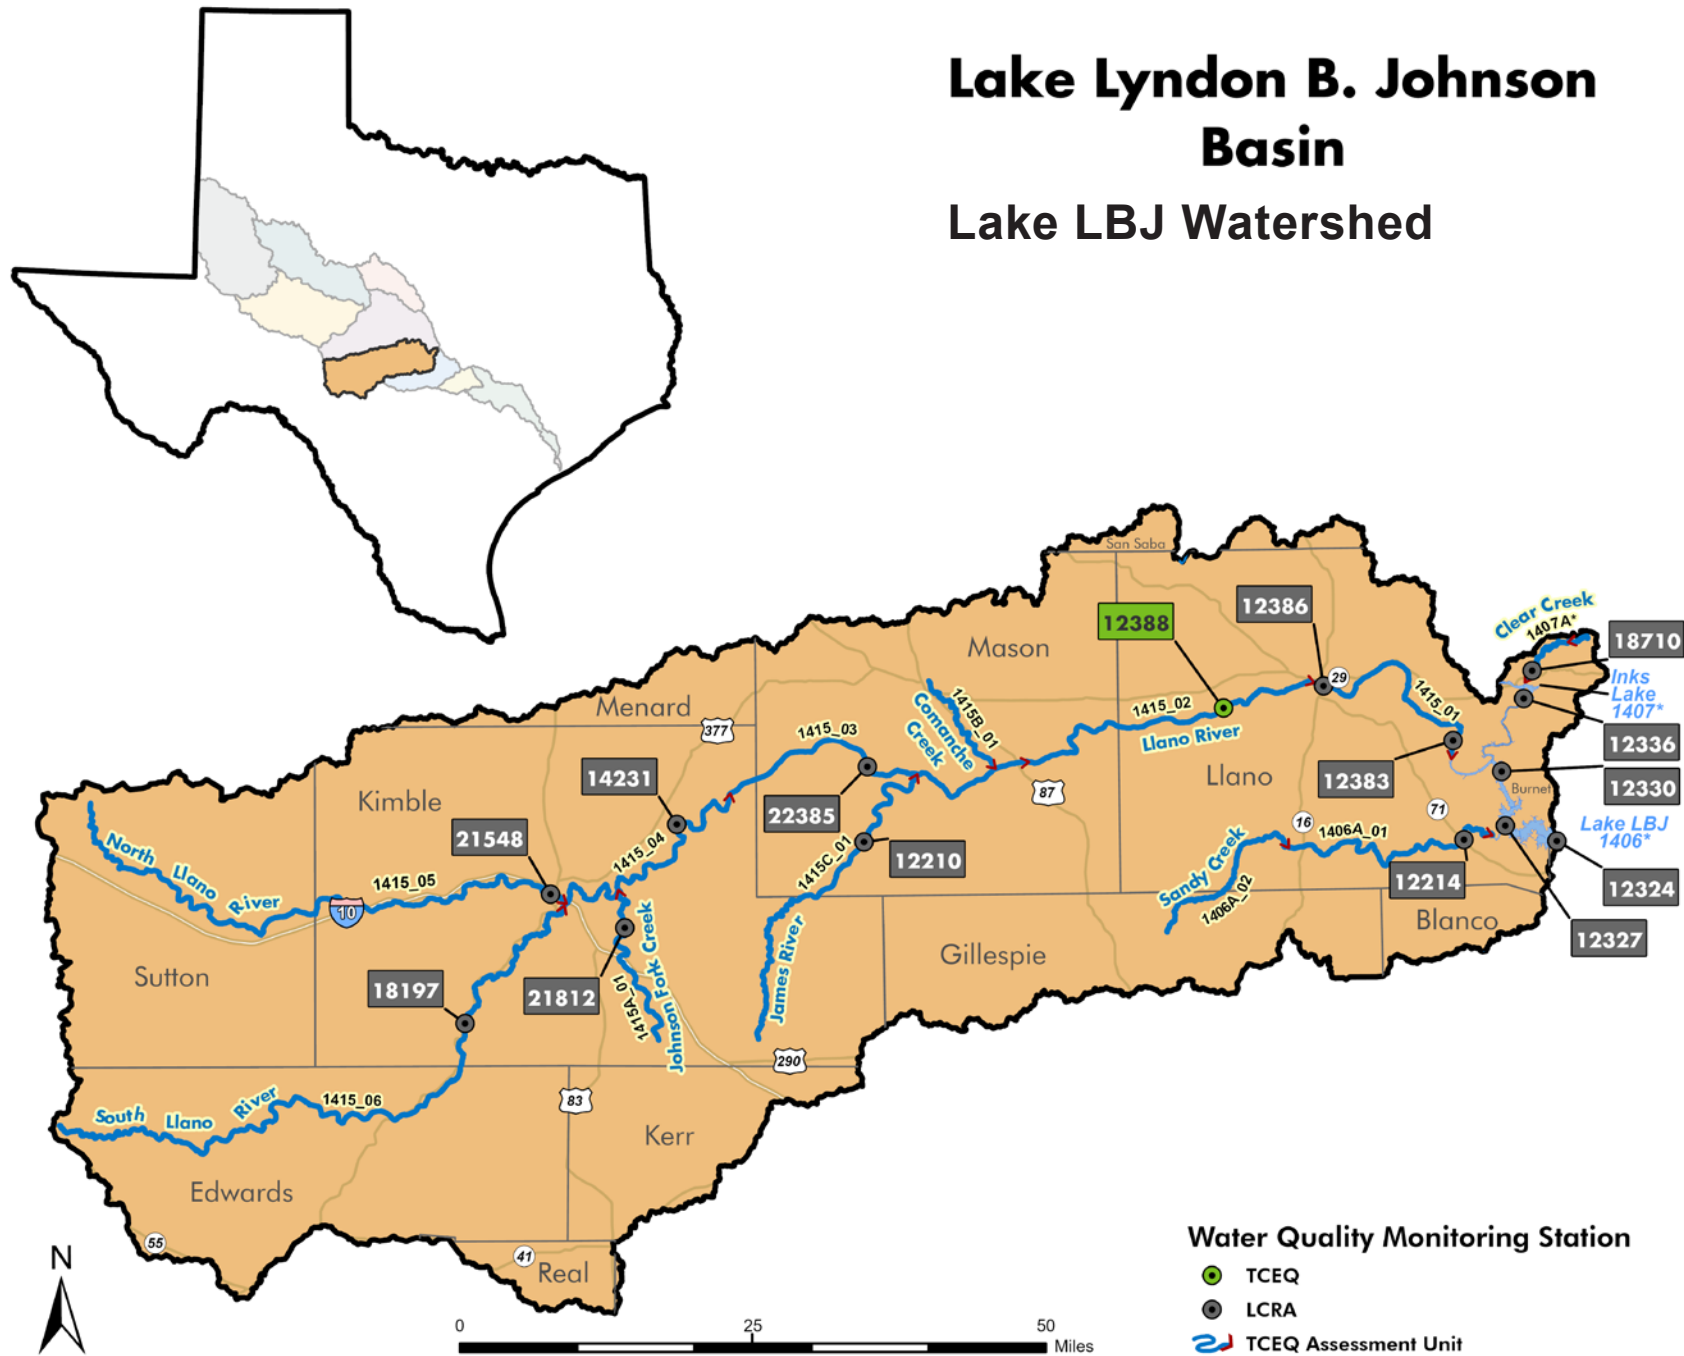 Lake Lyndon B. Johnson
Basin
Lake LBJ Watershed
San Saba
12388
12386
Clear Creek
1407A*
18710
Mason
29
Inks
Lake
1407*
Menard
377
1415B_01
Comanche
Creek
1415_02
Llano River
1415_01
12336
1415_03
14231
22385
87
Llano
12383
12330
Burnet
Kimble
21548
71
16
1406A_01
Lake LBJ
1406*
North
Llano
River
1415_04
1415C_01
12210
Sandy Creek
1406A_02
12214
12324
1415_05
10
Blanco
12327
Johnson Fork Creek
James River
Gillespie
Sutton
18197
21812
1415A_01
290
South
Llano
River
1415_06
83
Kerr
Edwards
55
41
Real
N
Water Quality Monitoring Station
TCEQ
LCRA
TCEQ Assessment Unit
0
25
50
Miles